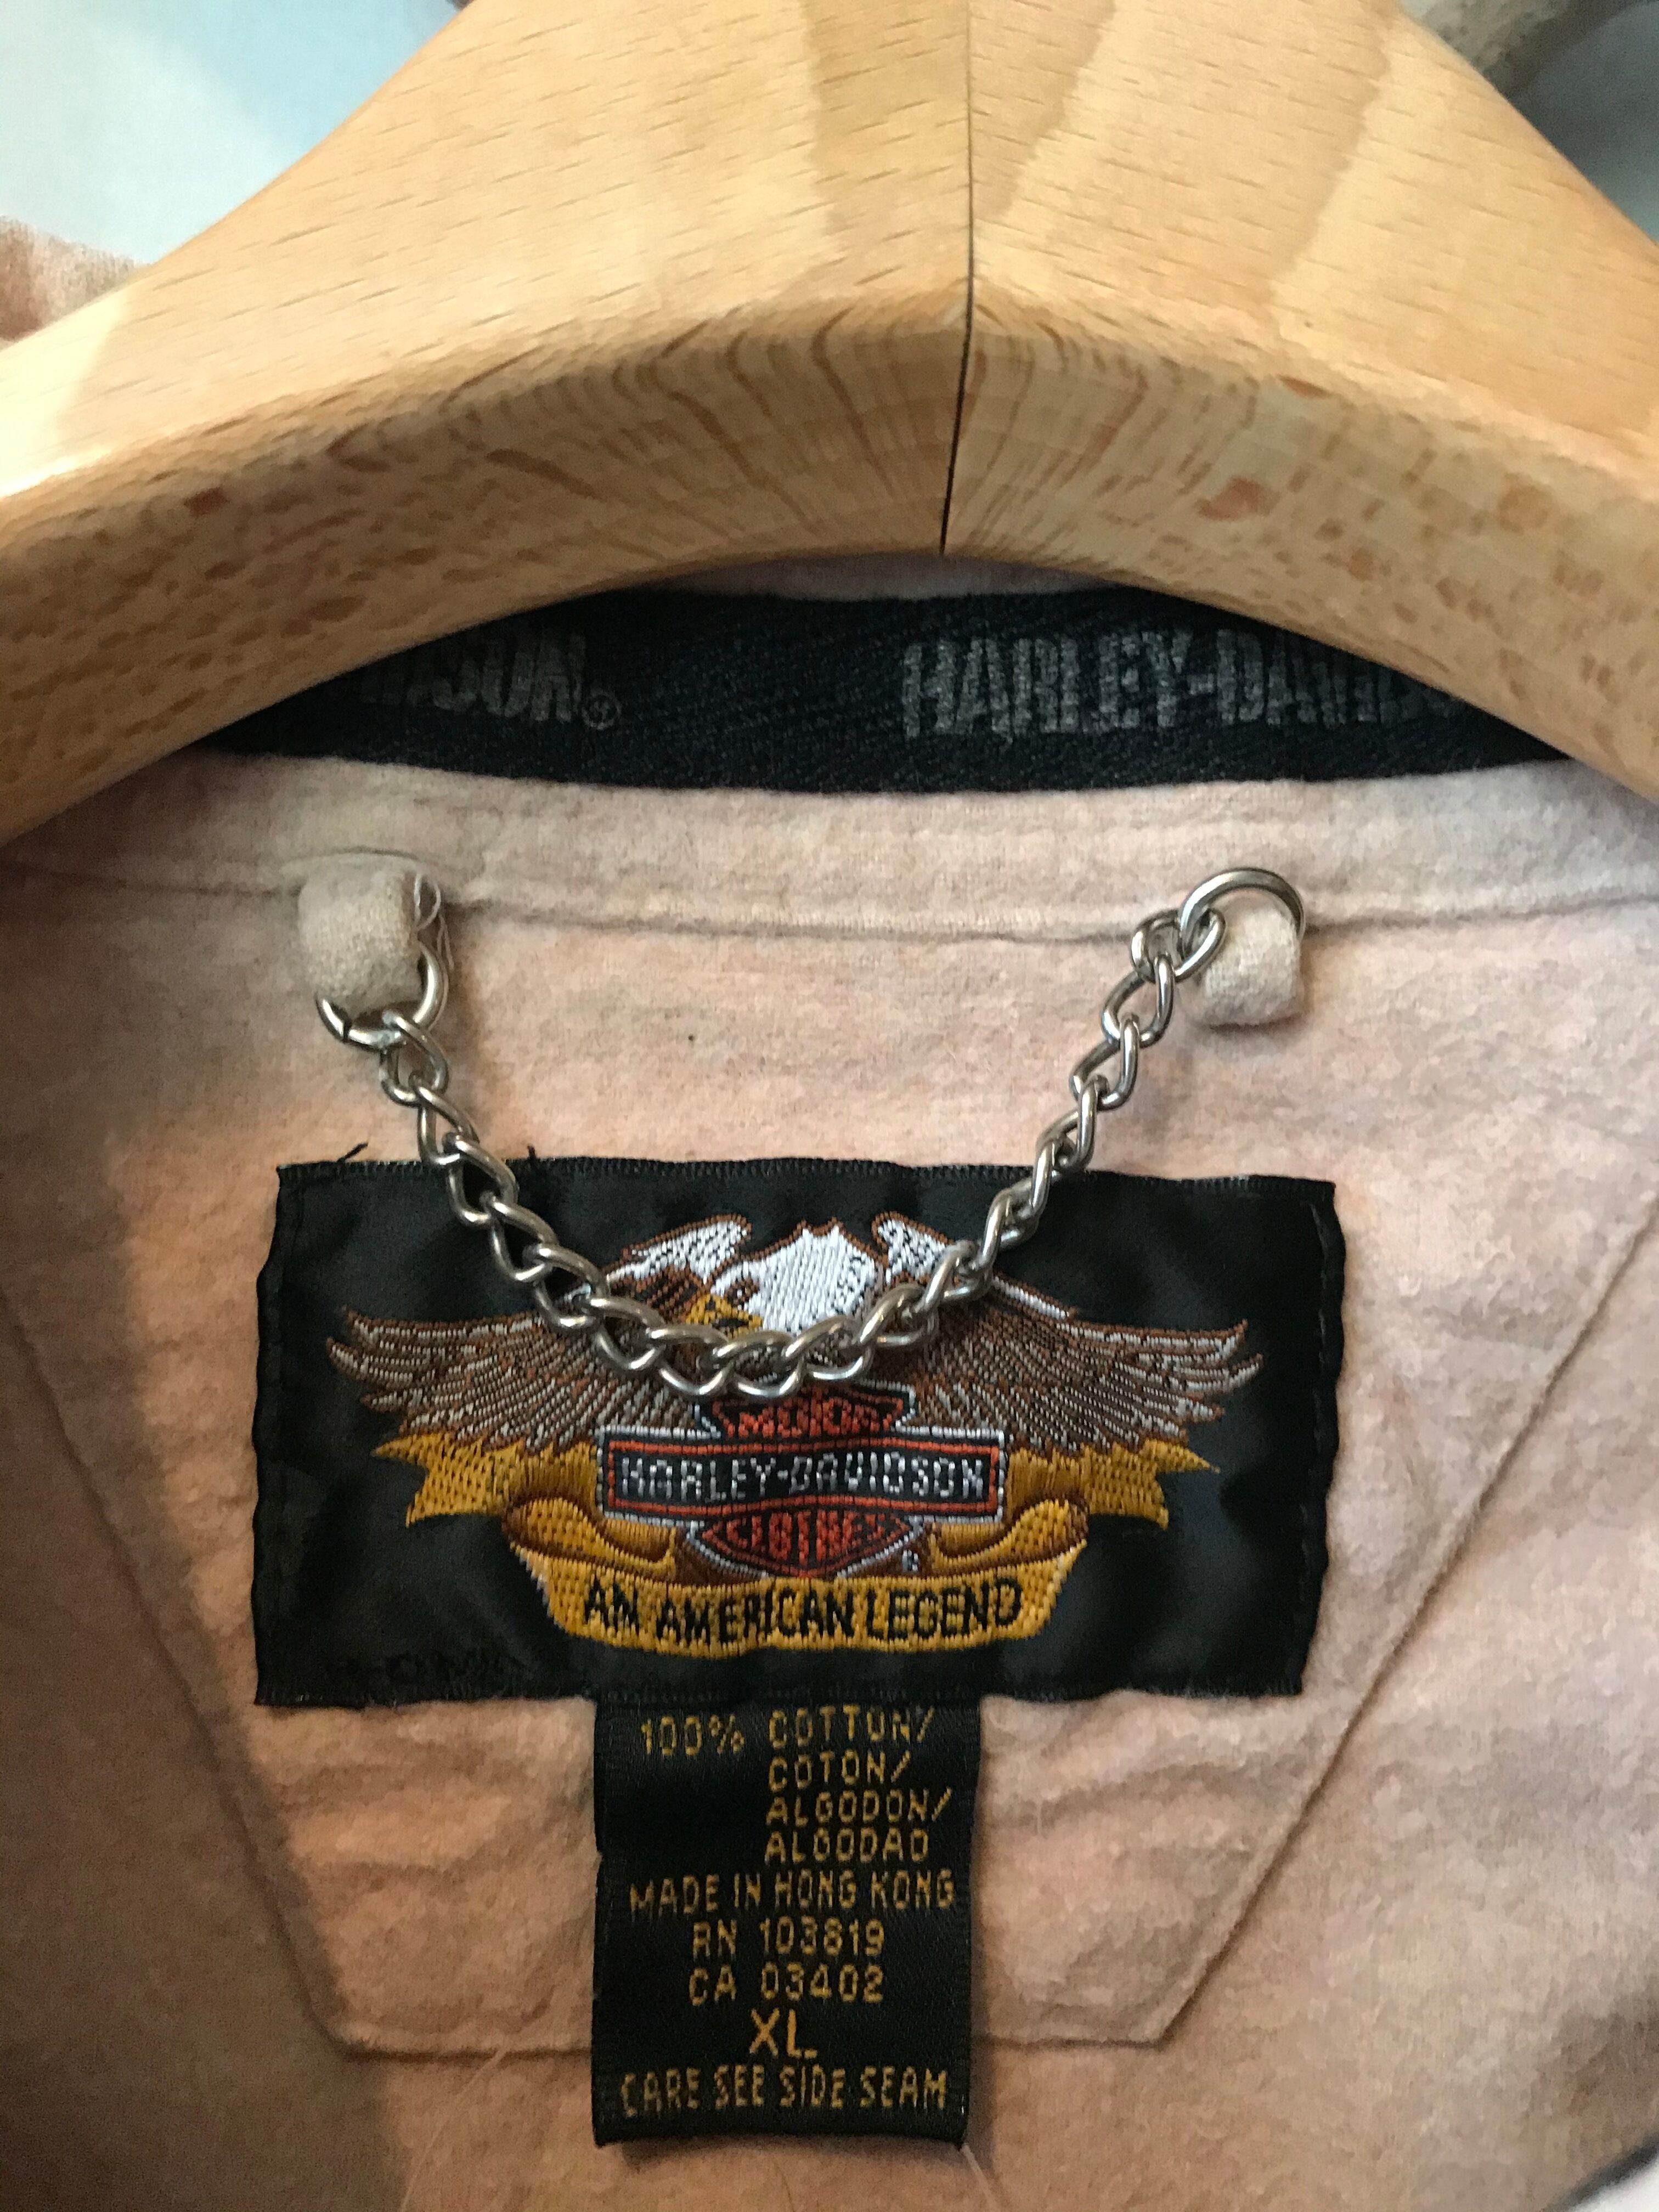 HARLEY-DAVIDSON
MOTOR
HARLEY-DAVIDSON
CLOTHES
®
AN AMERICAN LEGEND
100% COTTON/
COTON/
ALGODON/
ALGODAO
MADE IN HONG KONG
RN 103819
CA 03402
XL
CARE SEE SIDE SEAM